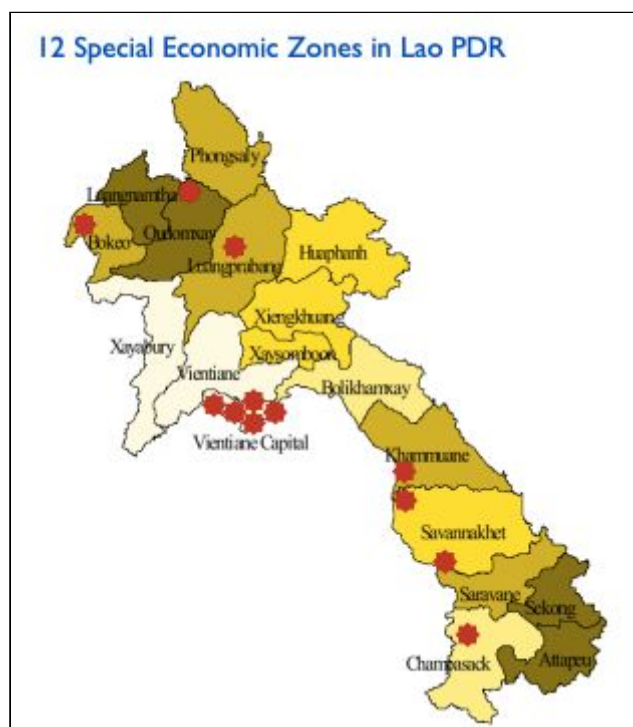 12 Special Economic Zones in Lao PDR
Phongsaly
Luangnamtha
Bokeo
Oudomxay
Luangprabang
Huaphanh
Xiengkhuang
Xayabury
Xaysomboon
Vientiane
Bolikhamxay
Vientiane Capital
Khammuane
Savannakhet
Saravane
Sekong
Champasack
Attapeu